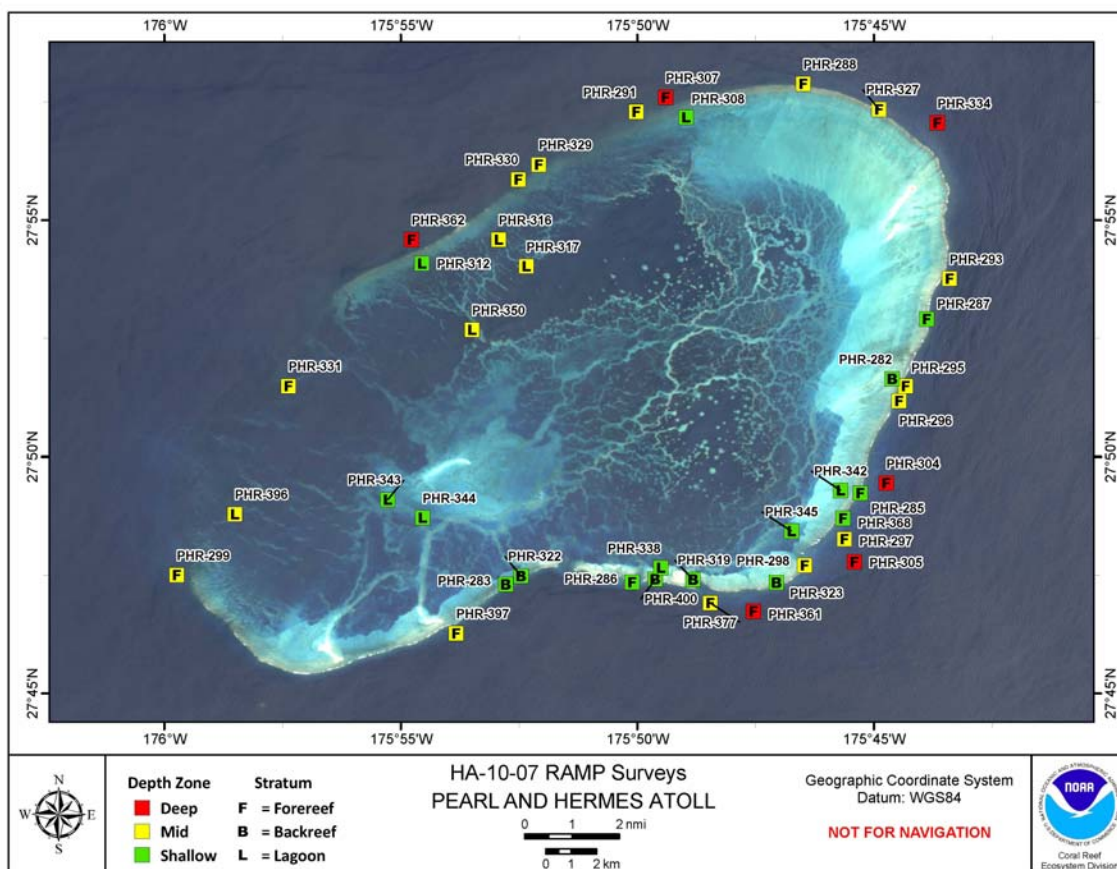 176°W 175°55'W 175°50'W 175°45'W
PHR-288
PHR-307
PHR-291
PHR-308
PHR-327
PHR-334
F F F F F F L
PHR-329
PHR-330
F F
27°55'N 27°55'N
PHR-362
PHR-316
F L
PHR-312
L
PHR-317
L
PHR-293
F
PHR-287
F
PHR-350
L
PHR-282
B
PHR-295
F
PHR-331
F
F
PHR-296
27°50'N 27°50'N
PHR-343
L
PHR-344
L
PHR-342
L
PHR-304
F
F
PHR-285
PHR-396
L
PHR-345
L
F
PHR-368
F
PHR-297
PHR-299
F
PHR-322
B
PHR-283
B
PHR-338
L
PHR-286
F
B
PHR-400
PHR-319
B
PHR-298
F
F
PHR-305
F
PHR-323
PHR-397
F
F
PHR-377
F
PHR-361
27°45'N 27°45'N
176°W 175°55'W 175°50'W 175°45'W
N
W E
S
Depth Zone
Deep
Mid
Shallow
Stratum
F = Forereef
B = Backreef
L = Lagoon
HA-10-07 RAMP Surveys
PEARL AND HERMES ATOLL
0 1 2 nmi
0 1 2 km
Geographic Coordinate System
Datum: WGS84
NOT FOR NAVIGATION
NOAA
Coral Reef
Ecosystem Division